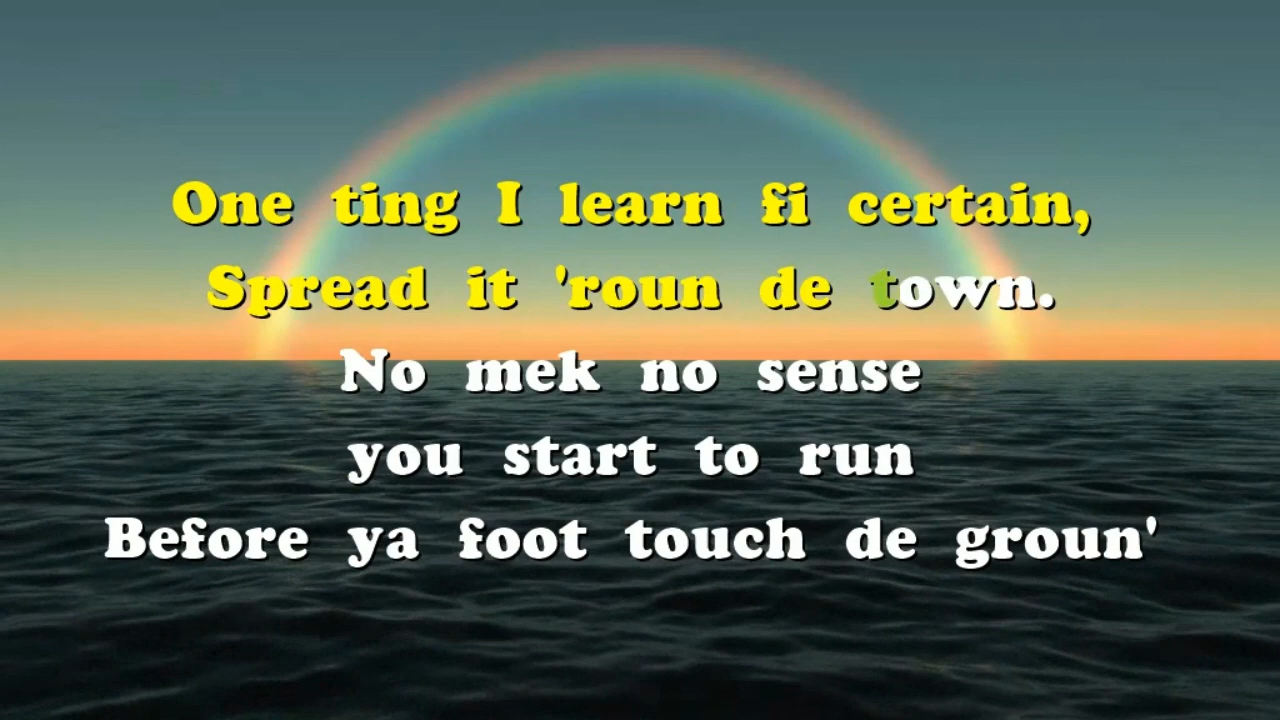 One ting I learn fi certain,
Spread it 'roun de town.
No mek no sense
you start to run
Before ya foot touch de groun'